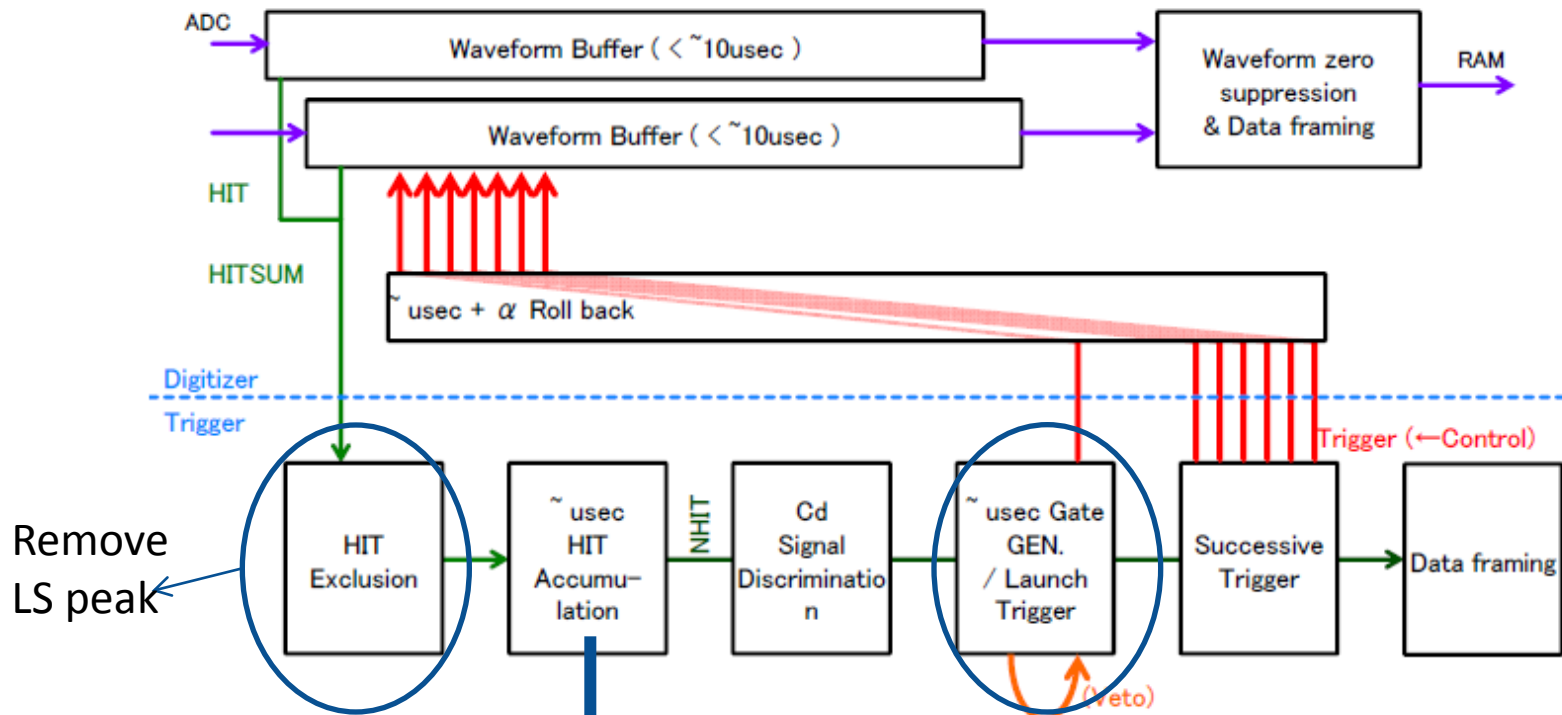 ADC
Waveform Buffer ( < ~10usec )
Waveform zero
suppression
& Data framing
RAM
Waveform Buffer ( < ~10usec )
HIT
HITSUM
~ usec + α Roll back
Digitizer
Trigger
Trigger (←Control)
Remove
LS peak
HIT
Exclusion
~ usec
HIT
Accumu-
lation
NHIT
Cd
Signal
Discriminatio
n
~ usec Gate
GEN.
/ Launch
Trigger
Successive
Trigger
Data framing
(Veto)